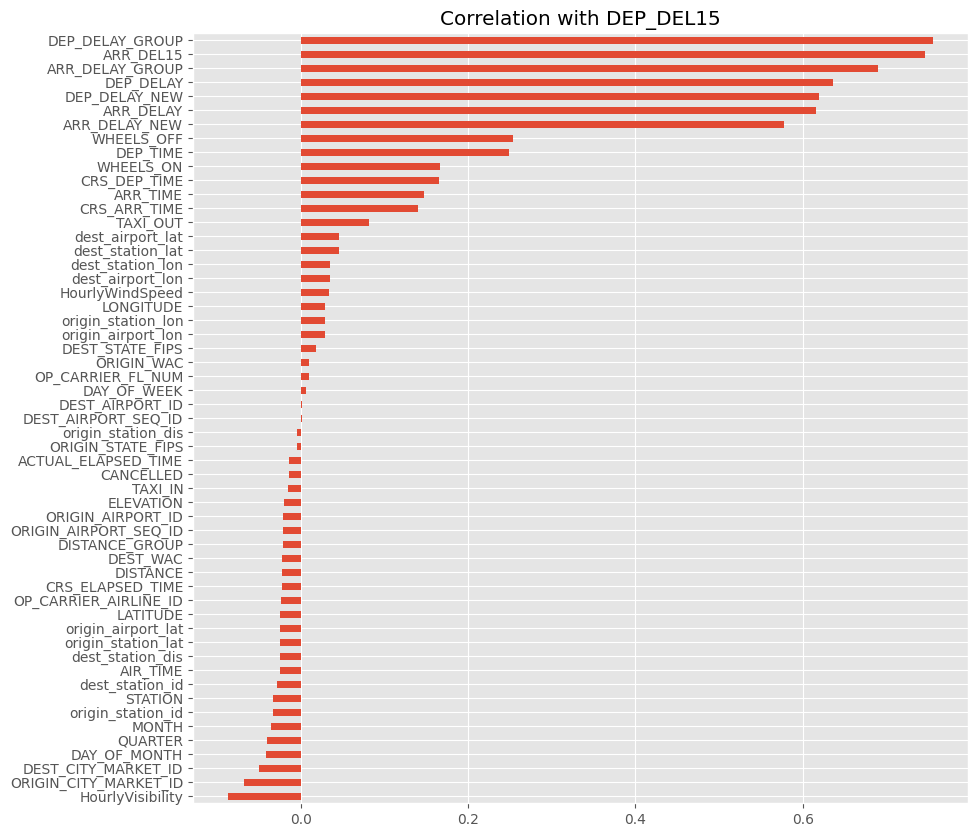 Correlation with DEP_DEL15
DEP_DELAY_GROUP
ARR_DEL15
ARR_DELAY_GROUP
DEP_DELAY
DEP_DELAY_NEW
ARR_DELAY
ARR_DELAY_NEW
WHEELS_OFF
DEP_TIME
WHEELS_ON
CRS_DEP_TIME
ARR_TIME
CRS_ARR_TIME
TAXI_OUT
dest_airport_lat
dest_station_lat
dest_station_lon
dest_airport_lon
HourlyWindSpeed
LONGITUDE
origin_station_lon
origin_airport_lon
DEST_STATE_FIPS
ORIGIN_WAC
OP_CARRIER_FL_NUM
DAY_OF_WEEK
DEST_AIRPORT_ID
DEST_AIRPORT_SEQ_ID
origin_station_dis
ORIGIN_STATE_FIPS
ACTUAL_ELAPSED_TIME
CANCELLED
TAXI_IN
ELEVATION
ORIGIN_AIRPORT_ID
ORIGIN_AIRPORT_SEQ_ID
DISTANCE_GROUP
DEST_WAC
DISTANCE
CRS_ELAPSED_TIME
OP_CARRIER_AIRLINE_ID
LATITUDE
origin_airport_lat
origin_station_lat
dest_station_dis
AIR_TIME
dest_station_id
STATION
origin_station_id
MONTH
QUARTER
DAY_OF_MONTH
DEST_CITY_MARKET_ID
ORIGIN_CITY_MARKET_ID
HourlyVisibility
0.0 0.2 0.4 0.6